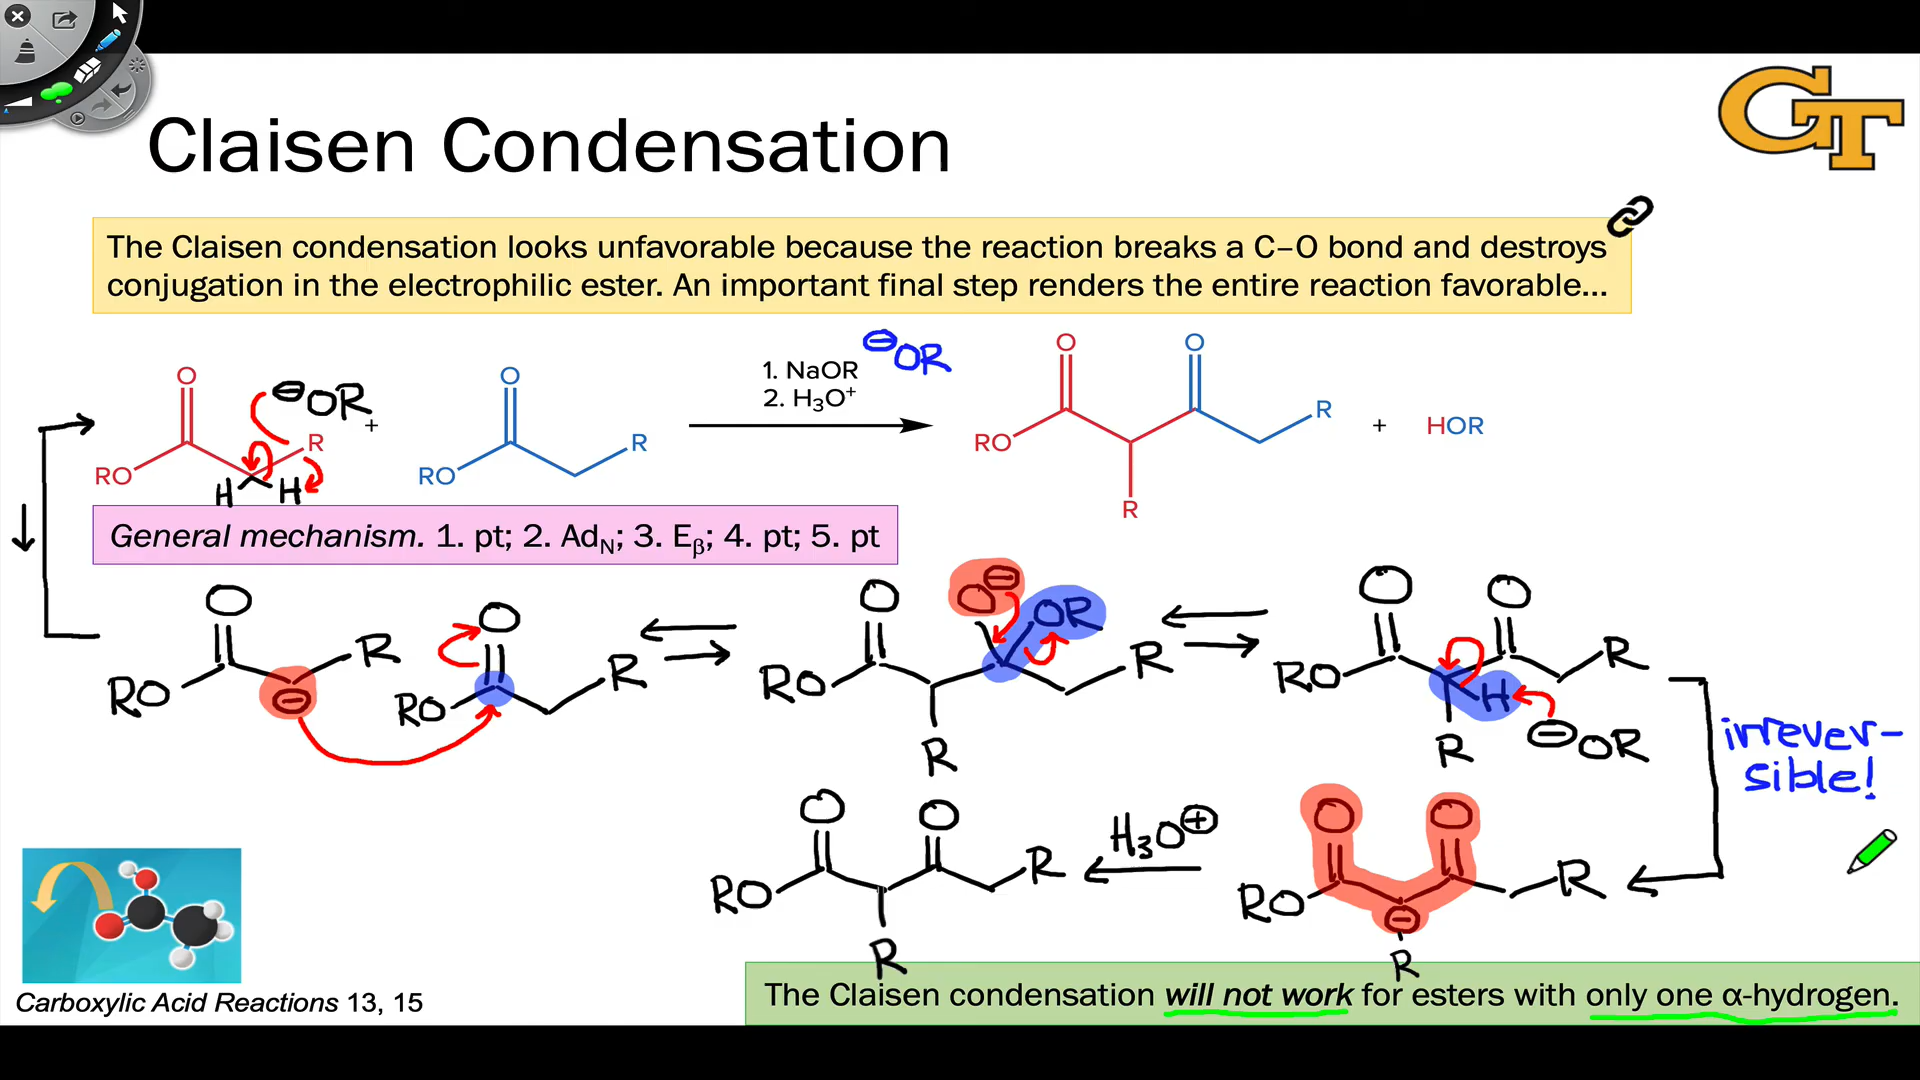 GT
Claisen Condensation
The Claisen condensation looks unfavorable because the reaction breaks a C–O bond and destroys
conjugation in the electrophilic ester. An important final step renders the entire reaction favorable...
O ⊖OR + O 1. NaOR ⊖OR O O
RO R RO R 2. H₃O⁺ RO R + HOR
H H R
General mechanism. 1. pt; 2. Ad_N; 3. E_β; 4. pt; 5. pt
O O O O⊖ OR O O
RO ⊖ R RO R RO R RO H R
R R ⊖OR
irrever-
sible!
O O H₃O⊕ O O
RO R RO ⊖ R
R R
Carboxylic Acid Reactions 13, 15
The Claisen condensation will not work for esters with only one α-hydrogen.